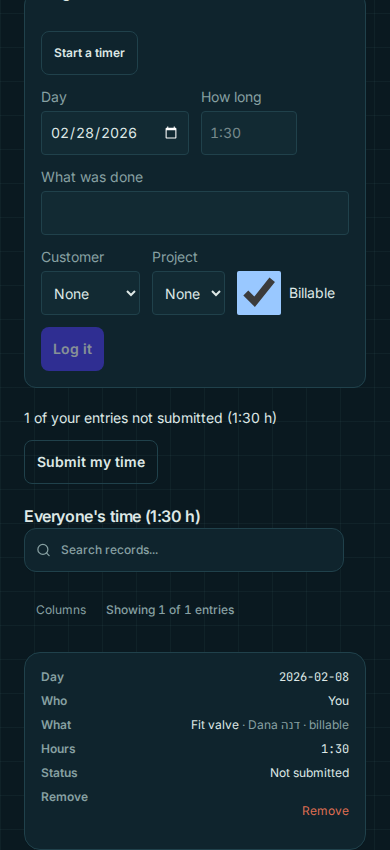 Start a timer
Day How long
02/28/2026 1:30
What was done
Customer Project
None None Billable
Log it
1 of your entries not submitted (1:30 h)
Submit my time
Everyone's time (1:30 h)
Search records...
Columns Showing 1 of 1 entries
Day 2026-02-08
Who You
What Fit valve · Dana דנה · billable
Hours 1:30
Status Not submitted
Remove
Remove